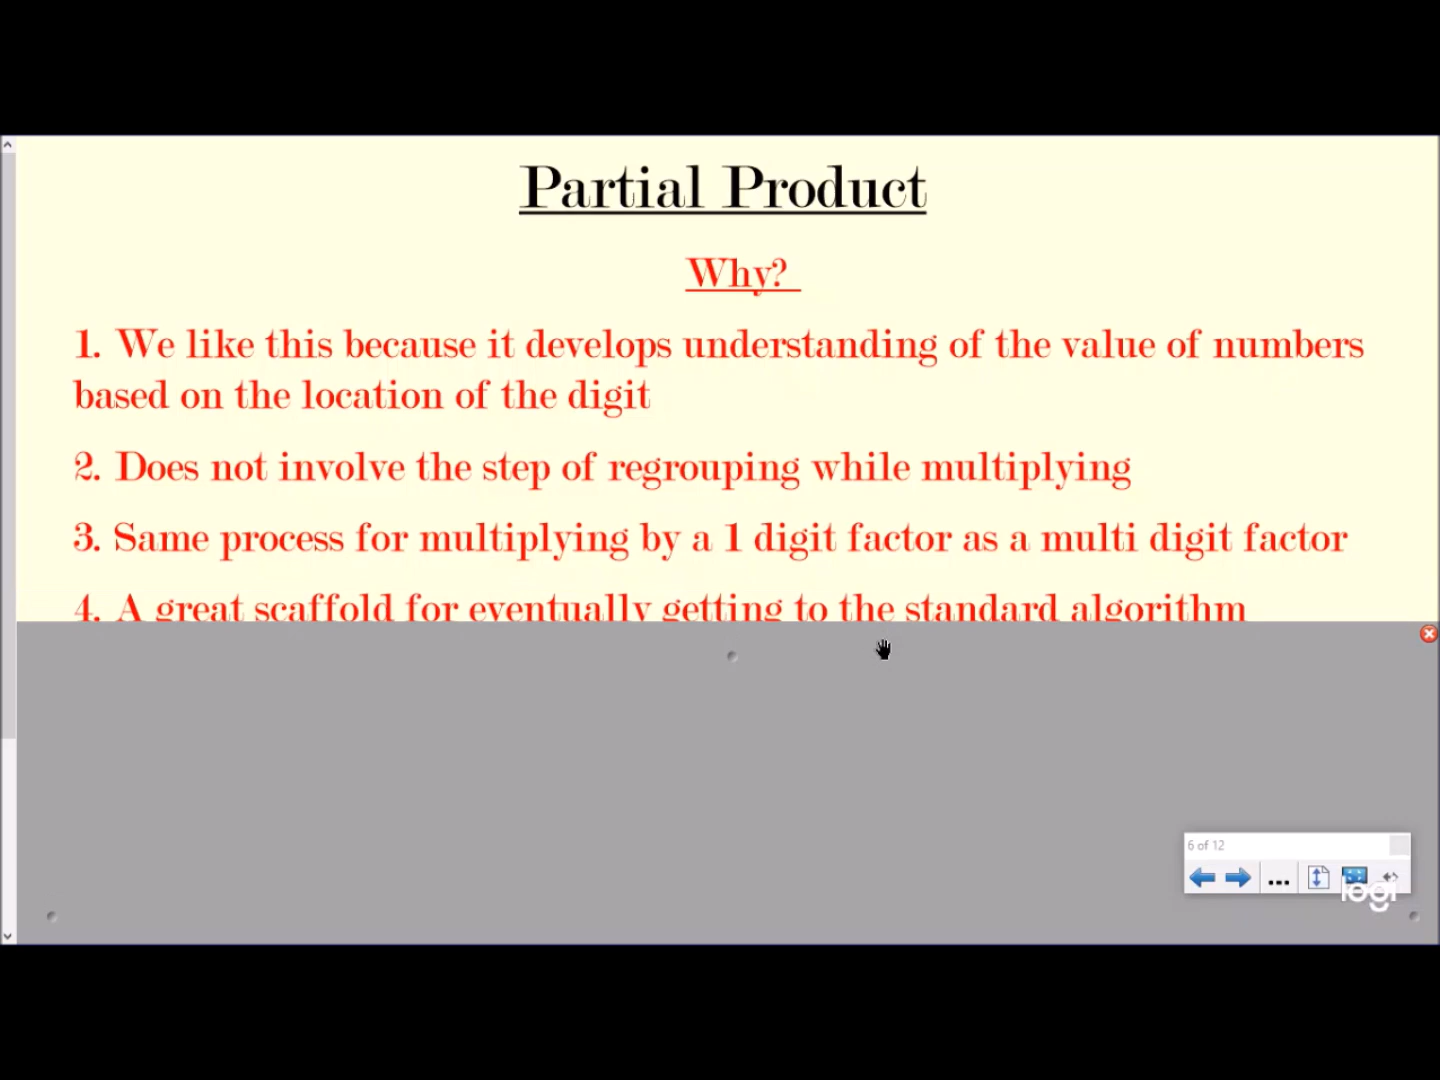 Partial Product
Why?
1. We like this because it develops understanding of the value of numbers
based on the location of the digit
2. Does not involve the step of regrouping while multiplying
3. Same process for multiplying by a 1 digit factor as a multi digit factor
4. A great scaffold for eventually getting to the standard algorithm
6 of 12
logi